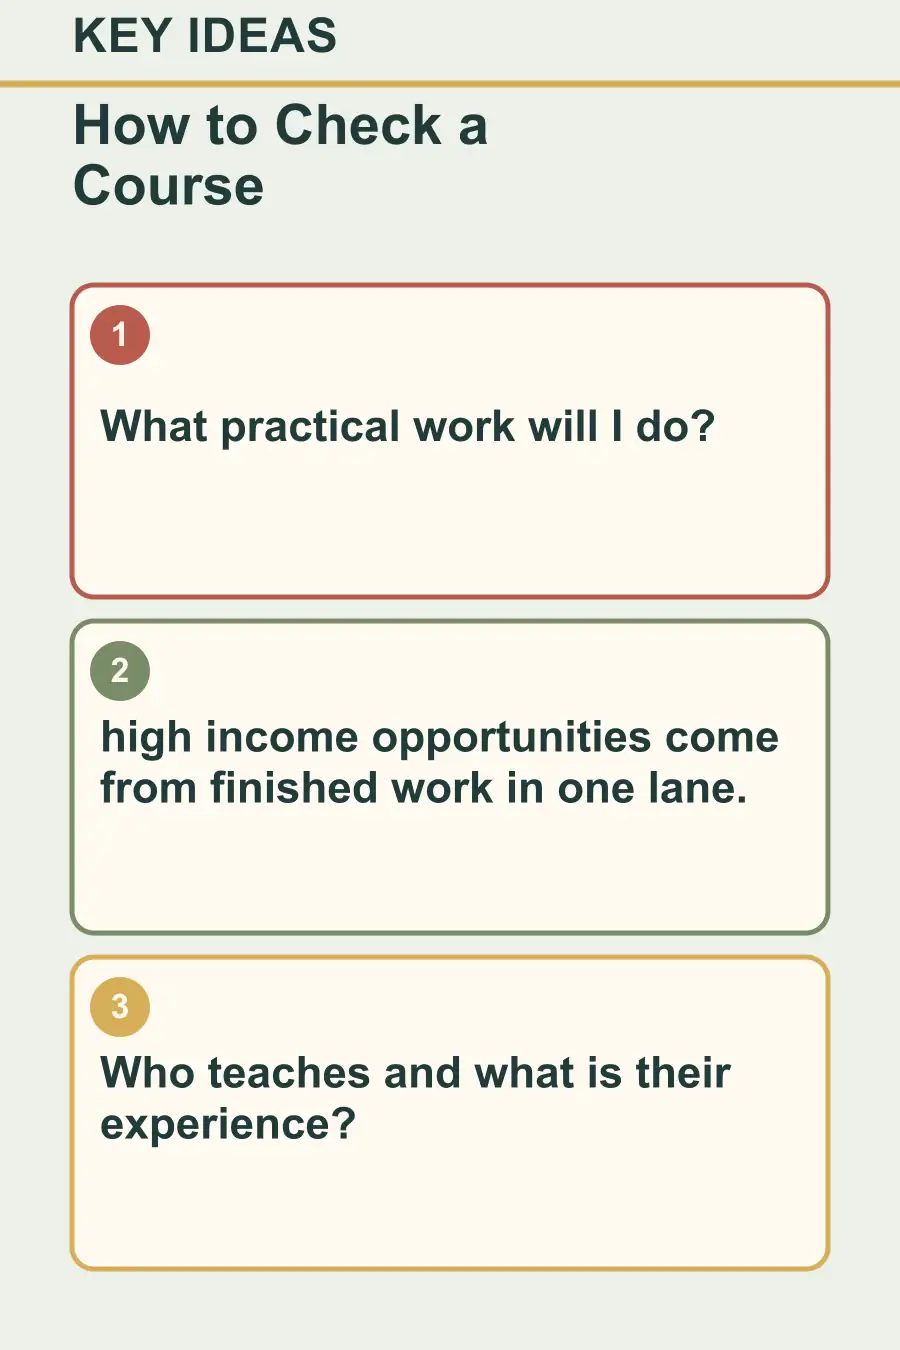 KEY IDEAS
How to Check a
Course
1
What practical work will I do?
2
high income opportunities come
from finished work in one lane.
3
Who teaches and what is their
experience?